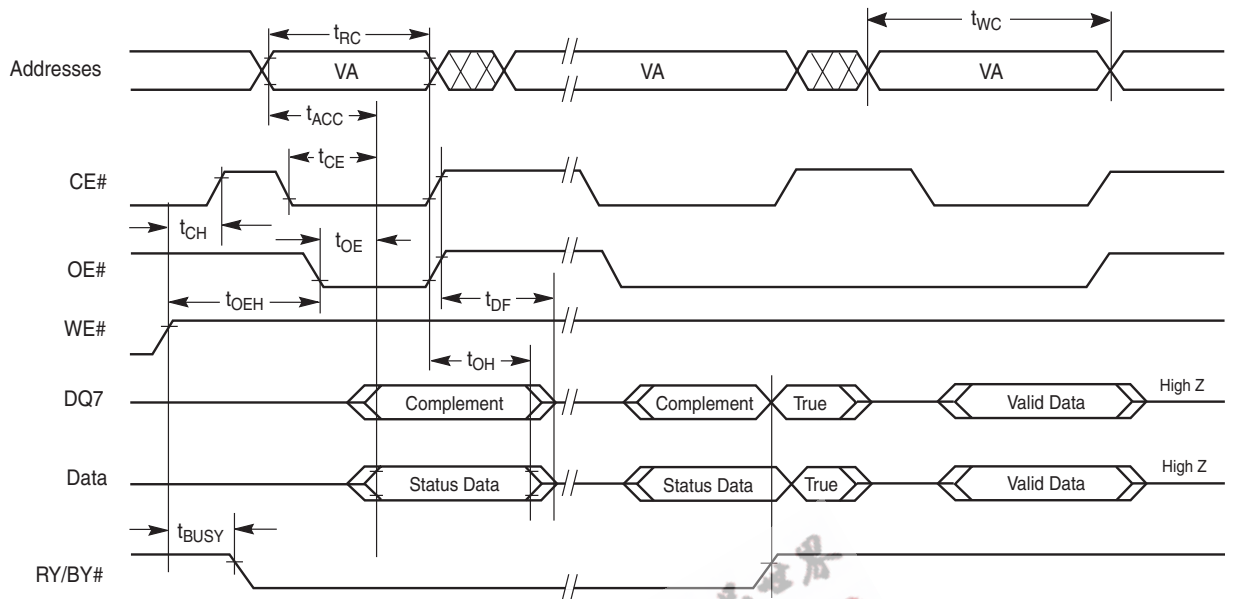 tRC
tWC
Addresses
VA
VA
VA
tACC
tCE
CE#
tCH
tOE
OE#
tOEH
tDF
WE#
tOH
DQ7
Complement
Complement
True
Valid Data
High Z
Data
Status Data
Status Data
True
Valid Data
High Z
tBUSY
RY/BY#